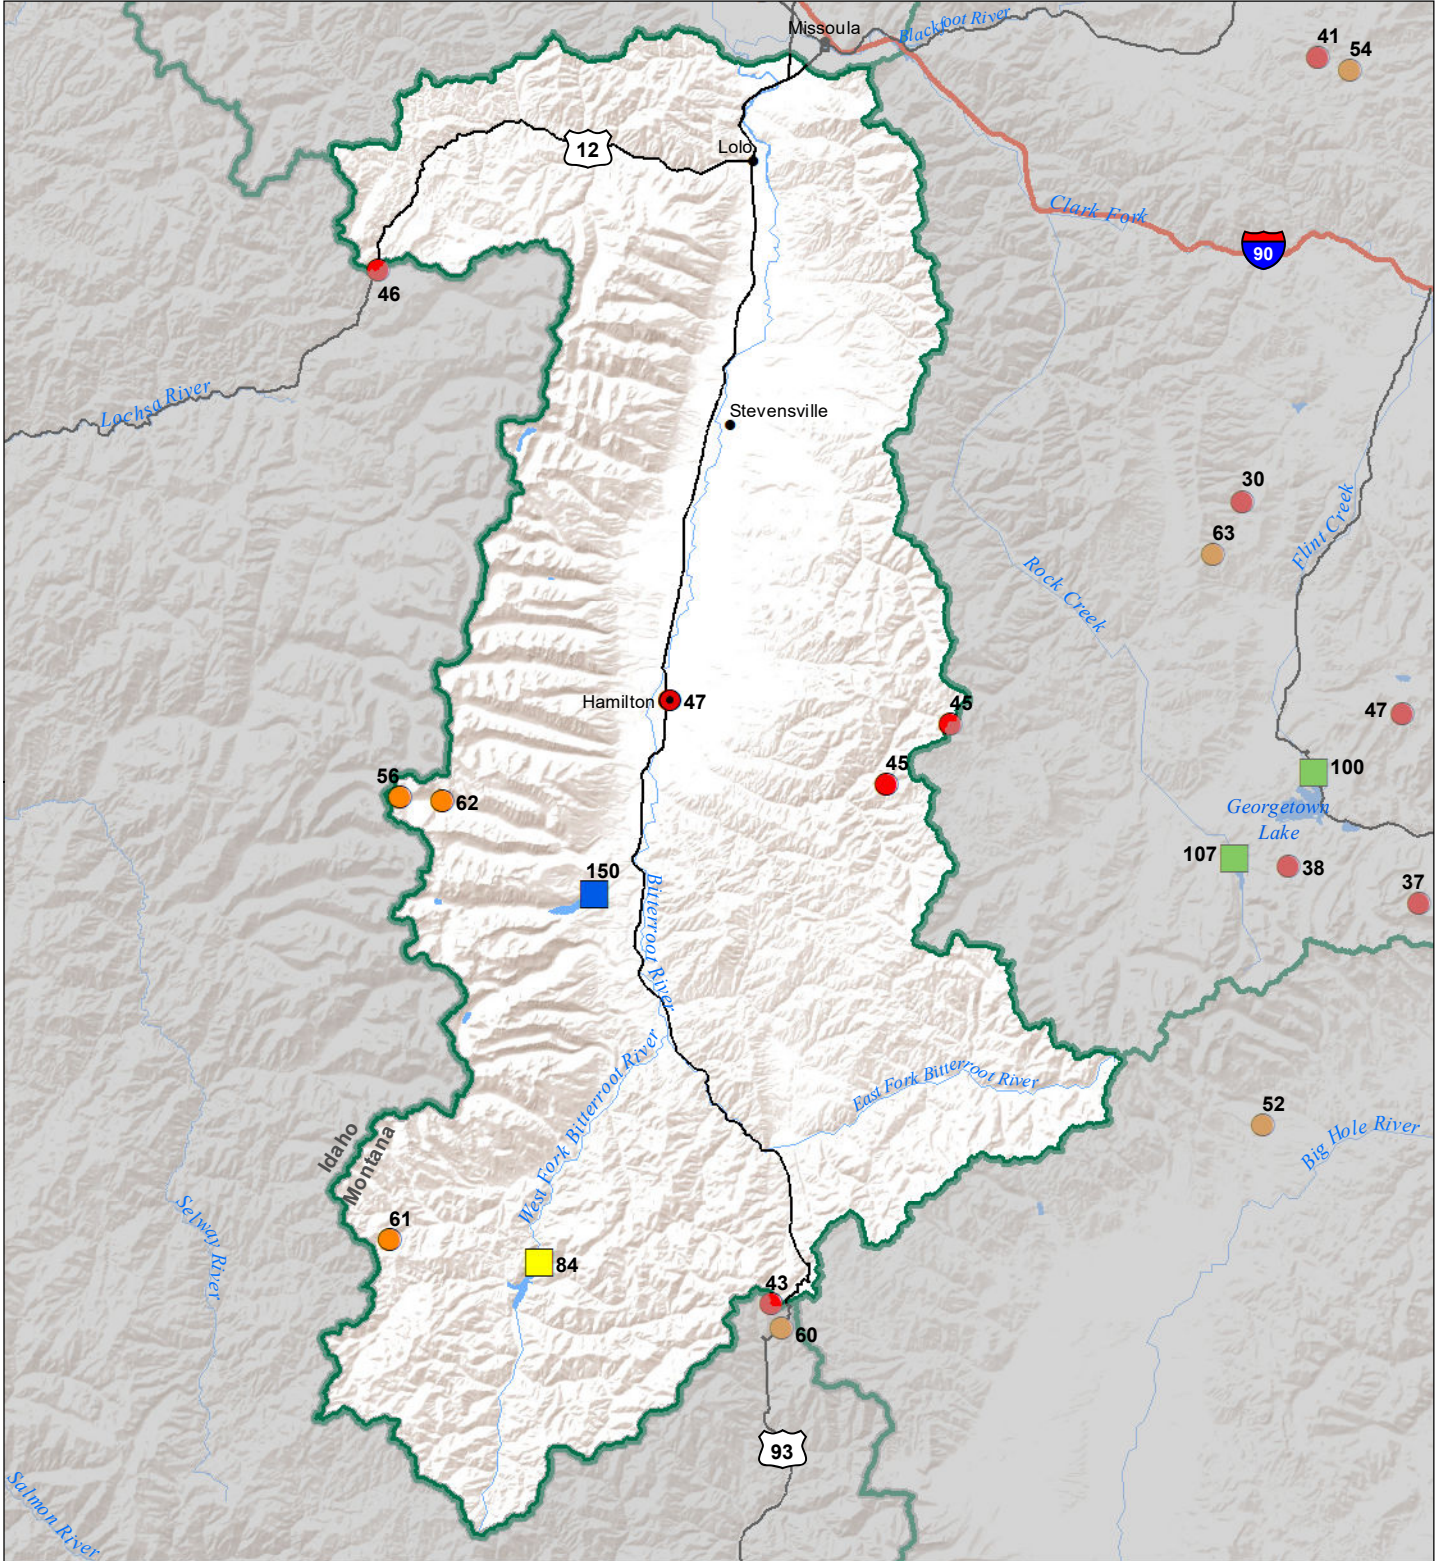 Missoula
Blackfoot River
41
54
12
Lolo
Clark Fork
90
46
Lochsa River
Stevensville
30
63
Flint Creek
Rock Creek
Hamilton
47
45
47
45
100
56
62
Georgetown
Lake
107
38
150
37
Bitterroot River
West Fork Bitterroot River
East Fork Bitterroot River
52
Big Hole River
Idaho
Montana
Selway River
61
84
43
60
93
Salmon River